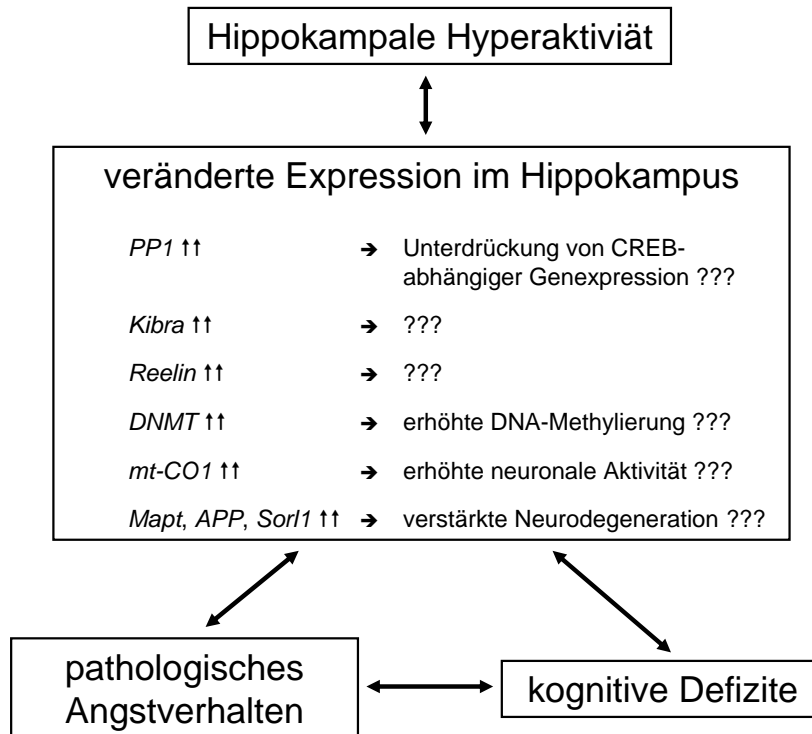 Hippokampale Hyperaktiviät
veränderte Expression im Hippokampus
PP1 ↑↑ ➔ Unterdrückung von CREB-
abhängiger Genexpression ???
Kibra ↑↑ ➔ ???
Reelin ↑↑ ➔ ???
DNMT ↑↑ ➔ erhöhte DNA-Methylierung ???
mt-CO1 ↑↑ ➔ erhöhte neuronale Aktivität ???
Mapt, APP, Sorl1 ↑↑ ➔ verstärkte Neurodegeneration ???
pathologisches
Angstverhalten
kognitive Defizite